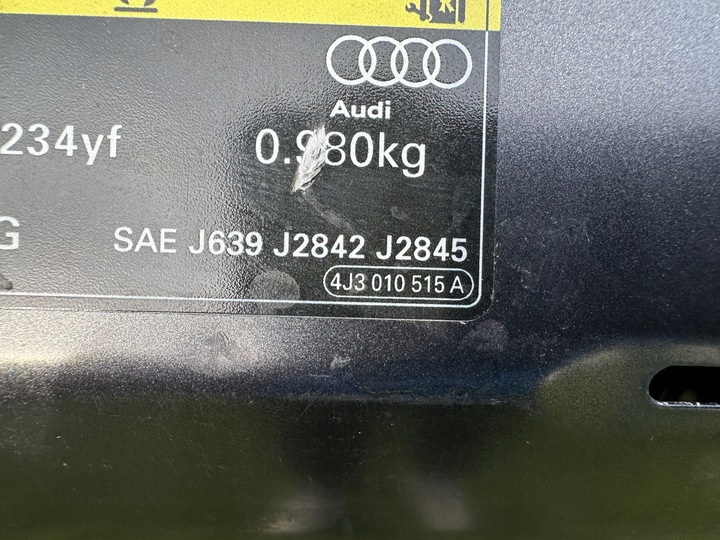 Audi
234yf 0.980kg
G SAE J639 J2842 J2845
4J3 010 515 A